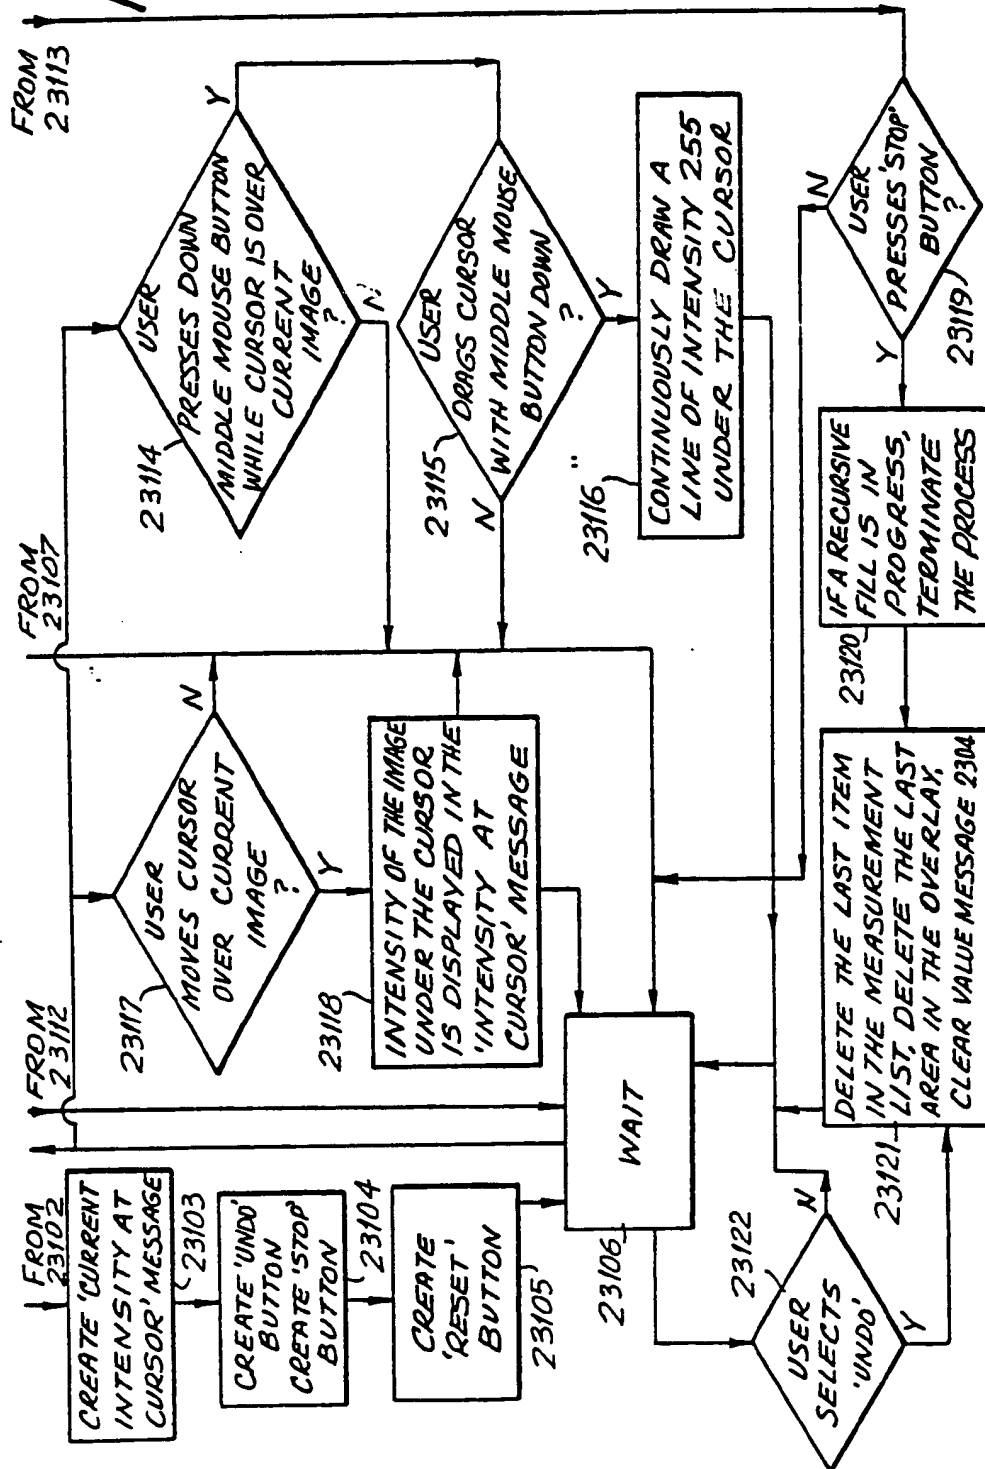 FROM
23102
CREATE 'CURRENT
INTENSITY AT
CURSOR' MESSAGE
23103
CREATE 'UNDO'
BUTTON
CREATE 'STOP'
BUTTON
23104
CREATE
'RESET'
BUTTON
23105
WAIT
23106
USER
SELECTS
'UNDO'
23122
N
Y
FROM
23112
USER
MOVES CURSOR
OVER CURRENT
IMAGE
?
23117
N
Y
INTENSITY OF THE IMAGE
UNDER THE CURSOR
IS DISPLAYED IN THE
'INTENSITY AT
CURSOR' MESSAGE
23118
DELETE THE LAST ITEM
IN THE MEASUREMENT
LIST, DELETE THE LAST
AREA IN THE OVERLAY,
CLEAR VALUE MESSAGE 2304
23121
FROM
23107
USER
PRESSES DOWN
MIDDLE MOUSE BUTTON
WHILE CURSOR IS OVER
CURRENT
IMAGE
?
23114
Y
N
USER
DRAGS CURSOR
WITH MIDDLE MOUSE
BUTTON DOWN
?
23115
N
Y
CONTINUOUSLY DRAW A
LINE OF INTENSITY 255
UNDER THE CURSOR
23116
IF A RECURSIVE
FILL IS IN
PROGRESS,
TERMINATE
THE PROCESS
23120
FROM
23113
USER
PRESSES 'STOP'
BUTTON
?
23119
N
Y